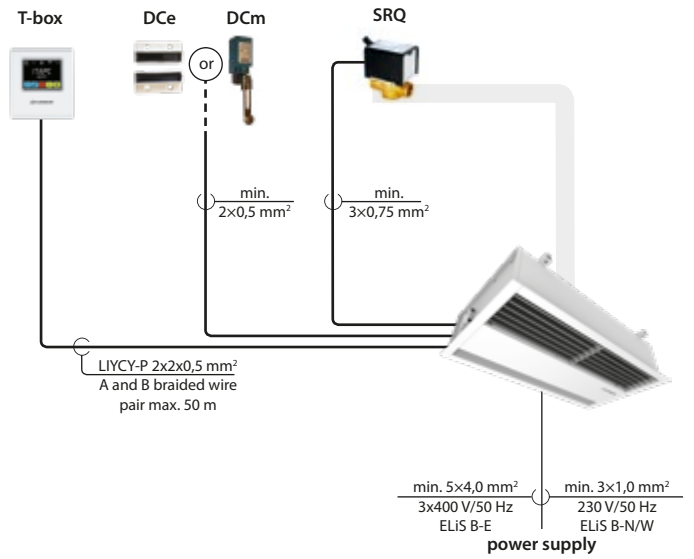 T-box
DCe
or
DCm
SRQ
min.
2×0,5 mm²
min.
3×0,75 mm²
LIYCY-P 2x2x0,5 mm²
A and B braided wire
pair max. 50 m
min. 5×4,0 mm²
3x400 V/50 Hz
ELiS B-E
min. 3×1,0 mm²
230 V/50 Hz
ELiS B-N/W
power supply